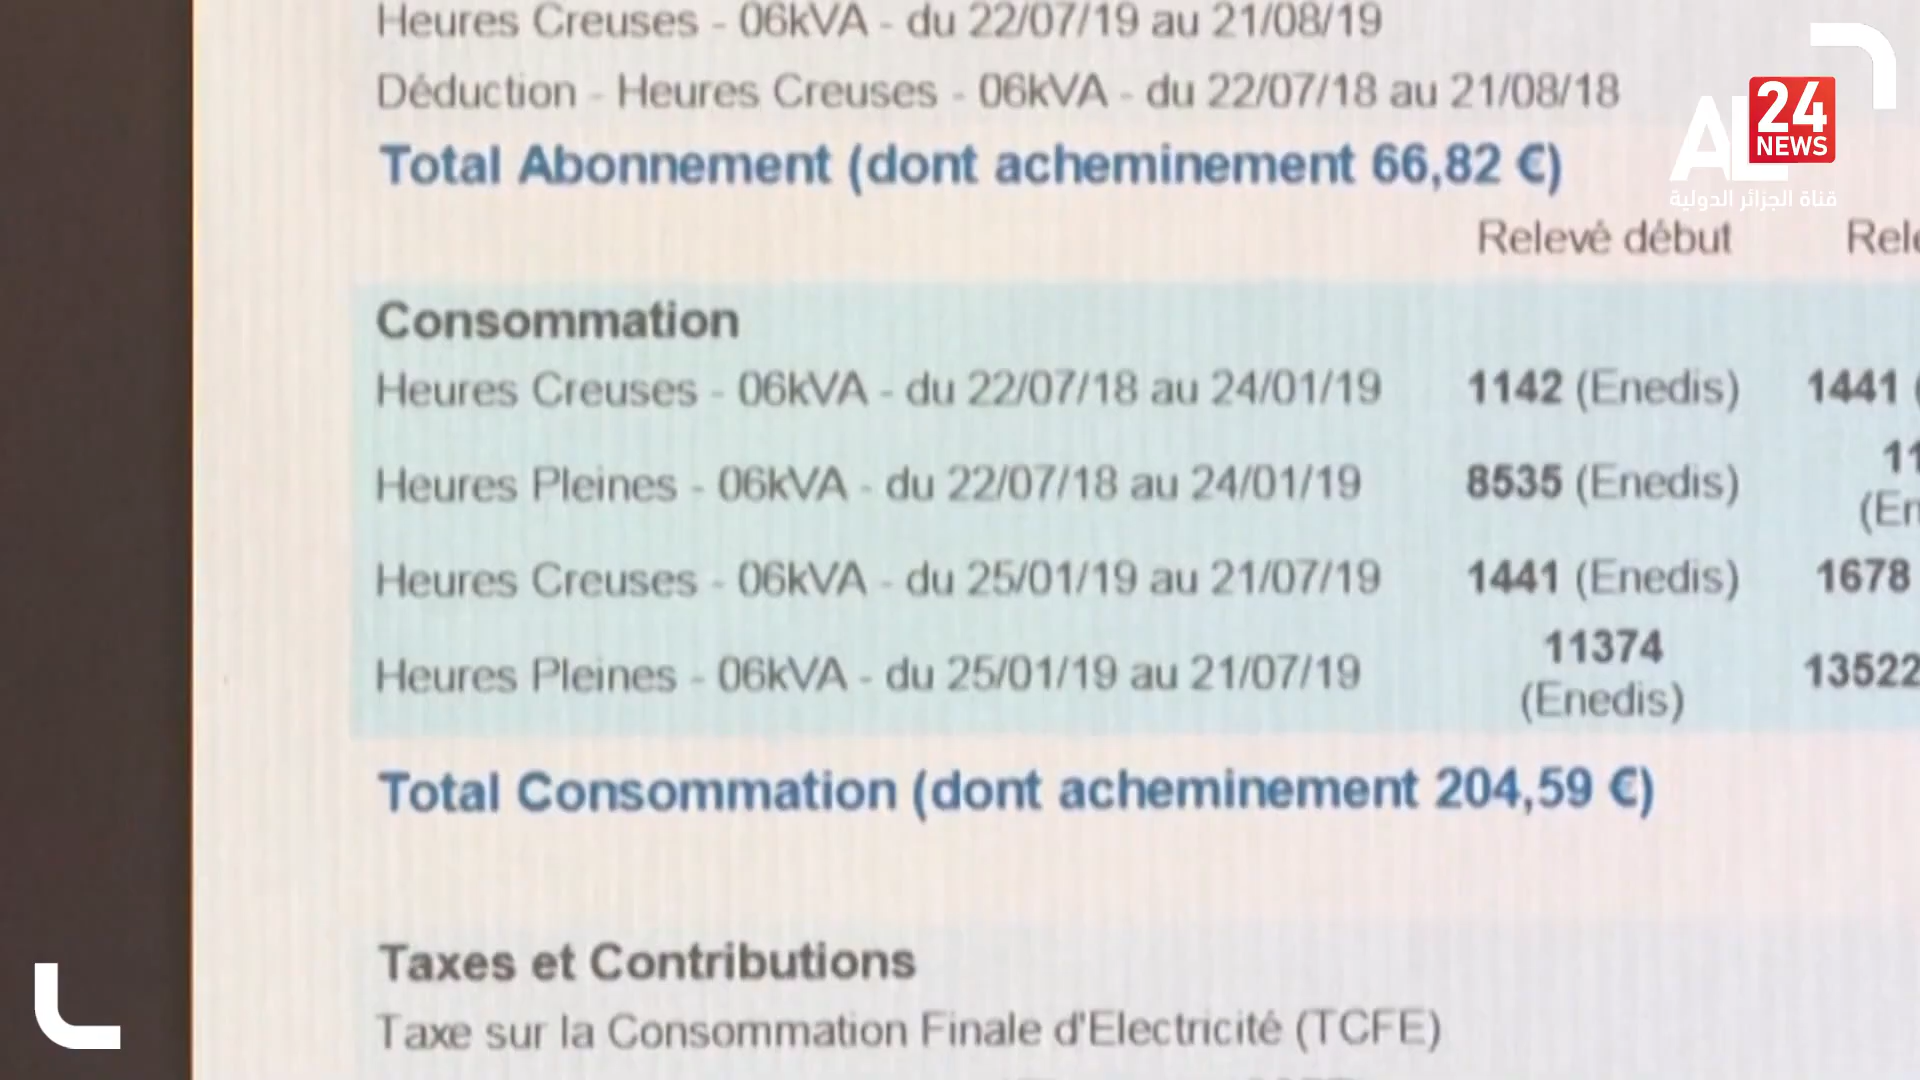 Heures Creuses - 06kVA - du 22/07/19 au 21/08/19
Déduction - Heures Creuses - 06kVA - du 22/07/18 au 21/08/18
Total Abonnement (dont acheminement 66,82 €)
AL 24 NEWS
قناة الجزائر الدولية
Relevé début
Consommation
Heures Creuses - 06kVA - du 22/07/18 au 24/01/19 1142 (Enedis) 1441
Heures Pleines - 06kVA - du 22/07/18 au 24/01/19 8535 (Enedis)
Heures Creuses - 06kVA - du 25/01/19 au 21/07/19 1441 (Enedis) 1678
Heures Pleines - 06kVA - du 25/01/19 au 21/07/19 11374 (Enedis) 13522
Total Consommation (dont acheminement 204,59 €)
Taxes et Contributions
Taxe sur la Consommation Finale d'Electricité (TCFE)